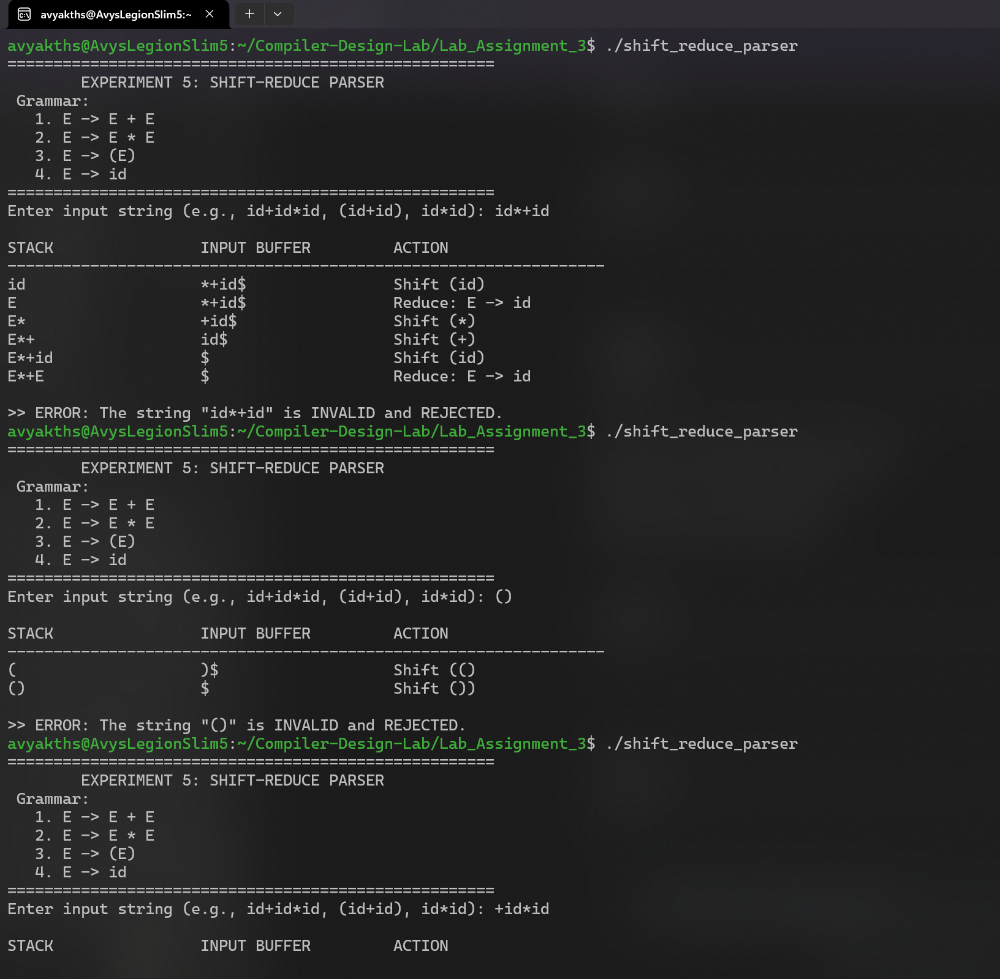 avyakths@AvysLegionSlim5:~
avyakths@AvysLegionSlim5:~/Compiler-Design-Lab/Lab_Assignment_3$ ./shift_reduce_parser
=====================================================
        EXPERIMENT 5: SHIFT-REDUCE PARSER
 Grammar:
   1. E -> E + E
   2. E -> E * E
   3. E -> (E)
   4. E -> id
=====================================================
Enter input string (e.g., id+id*id, (id+id), id*id): id*+id

STACK                INPUT BUFFER         ACTION
-----------------------------------------------------------------
id                   *+id$                Shift (id)
E                    *+id$                Reduce: E -> id
E*                   +id$                 Shift (*)
E*+                  id$                  Shift (+)
E*+id                $                    Shift (id)
E*+E                 $                    Reduce: E -> id

>> ERROR: The string "id*+id" is INVALID and REJECTED.
avyakths@AvysLegionSlim5:~/Compiler-Design-Lab/Lab_Assignment_3$ ./shift_reduce_parser
=====================================================
        EXPERIMENT 5: SHIFT-REDUCE PARSER
 Grammar:
   1. E -> E + E
   2. E -> E * E
   3. E -> (E)
   4. E -> id
=====================================================
Enter input string (e.g., id+id*id, (id+id), id*id): ()

STACK                INPUT BUFFER         ACTION
-----------------------------------------------------------------
(                    )$                   Shift (()
()                   $                    Shift ())

>> ERROR: The string "()" is INVALID and REJECTED.
avyakths@AvysLegionSlim5:~/Compiler-Design-Lab/Lab_Assignment_3$ ./shift_reduce_parser
=====================================================
        EXPERIMENT 5: SHIFT-REDUCE PARSER
 Grammar:
   1. E -> E + E
   2. E -> E * E
   3. E -> (E)
   4. E -> id
=====================================================
Enter input string (e.g., id+id*id, (id+id), id*id): +id*id

STACK                INPUT BUFFER         ACTION